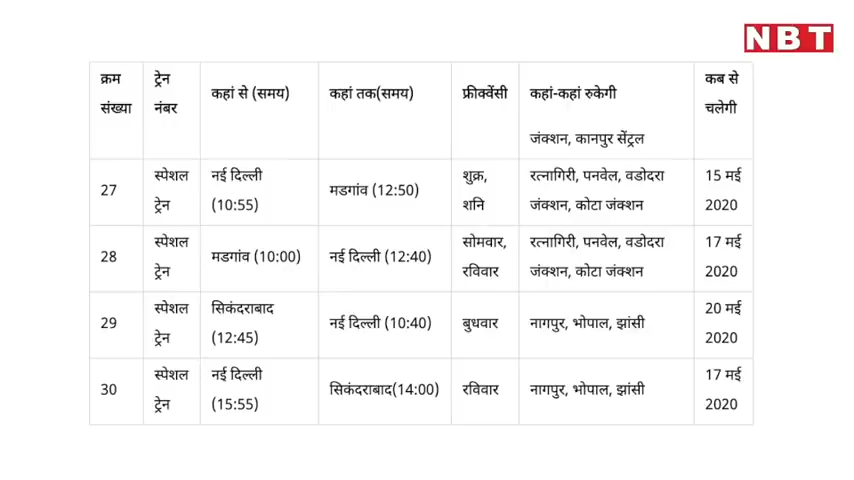 NBT
क्रम संख्या ट्रेन नंबर कहां से (समय) कहां तक(समय) फ्रीक्वेंसी कहां-कहां रुकेगी कब से चलेगी
जंक्शन, कानपुर सेंट्रल
27 स्पेशल ट्रेन नई दिल्ली (10:55) मडगांव (12:50) शुक्र, शनि रत्नागिरी, पनवेल, वडोदरा जंक्शन, कोटा जंक्शन 15 मई 2020
28 स्पेशल ट्रेन मडगांव (10:00) नई दिल्ली (12:40) सोमवार, रविवार रत्नागिरी, पनवेल, वडोदरा जंक्शन, कोटा जंक्शन 17 मई 2020
29 स्पेशल ट्रेन सिकंदराबाद (12:45) नई दिल्ली (10:40) बुधवार नागपुर, भोपाल, झांसी 20 मई 2020
30 स्पेशल ट्रेन नई दिल्ली (15:55) सिकंदराबाद(14:00) रविवार नागपुर, भोपाल, झांसी 17 मई 2020